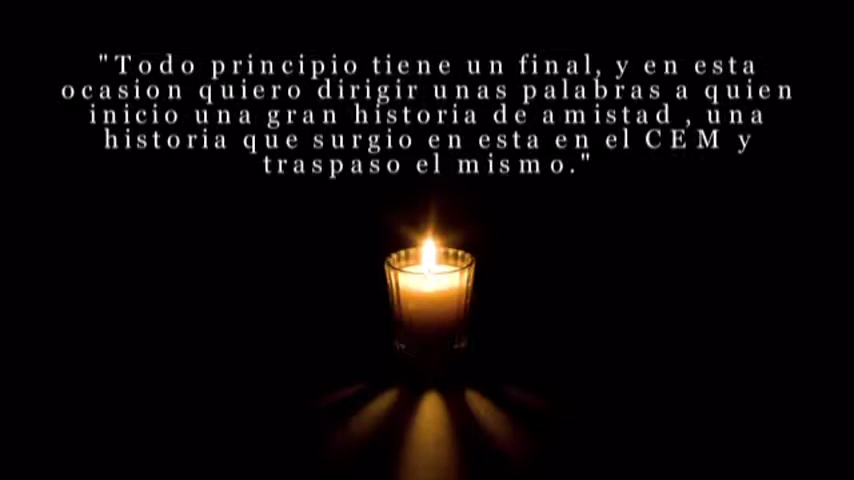 "Todo principio tiene un final, y en esta
ocasion quiero dirigir unas palabras a quien
inicio una gran historia de amistad , una
historia que surgio en esta en el CEM y
traspaso el mismo."